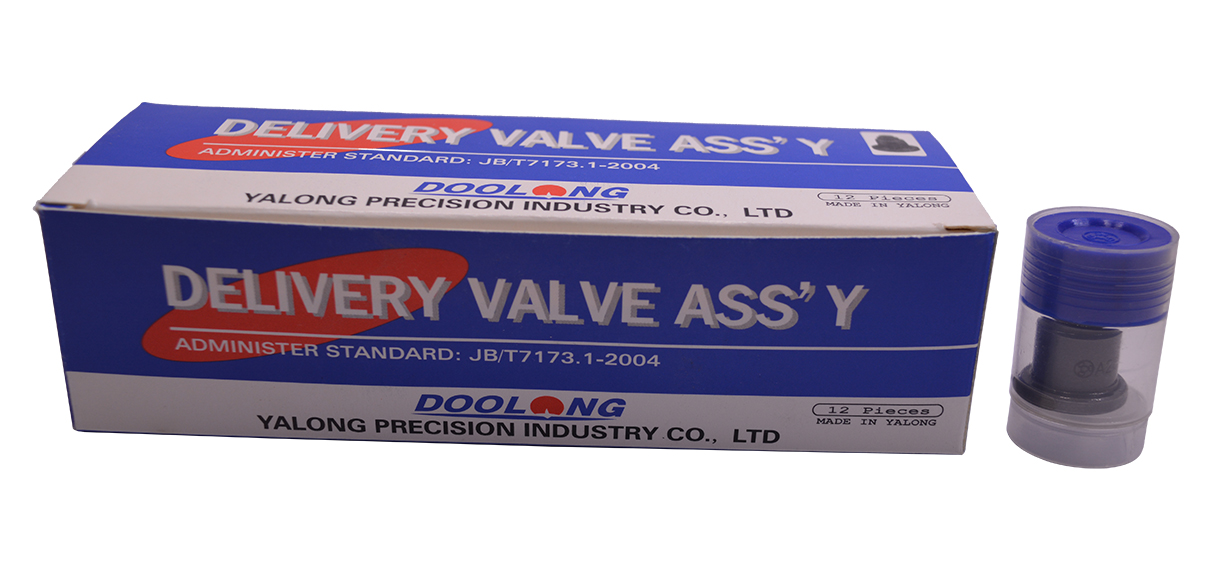 DELIVERY VALVE ASS'Y
ADMINISTER STANDARD: JB/T7173.1-2004
DOOLONG
YALONG PRECISION INDUSTRY CO., LTD
12 Pieces
MADE IN YALONG
DELIVERY VALVE ASS'Y
ADMINISTER STANDARD: JB/T7173.1-2004
DOOLONG
YALONG PRECISION INDUSTRY CO., LTD
12 Pieces
MADE IN YALONG